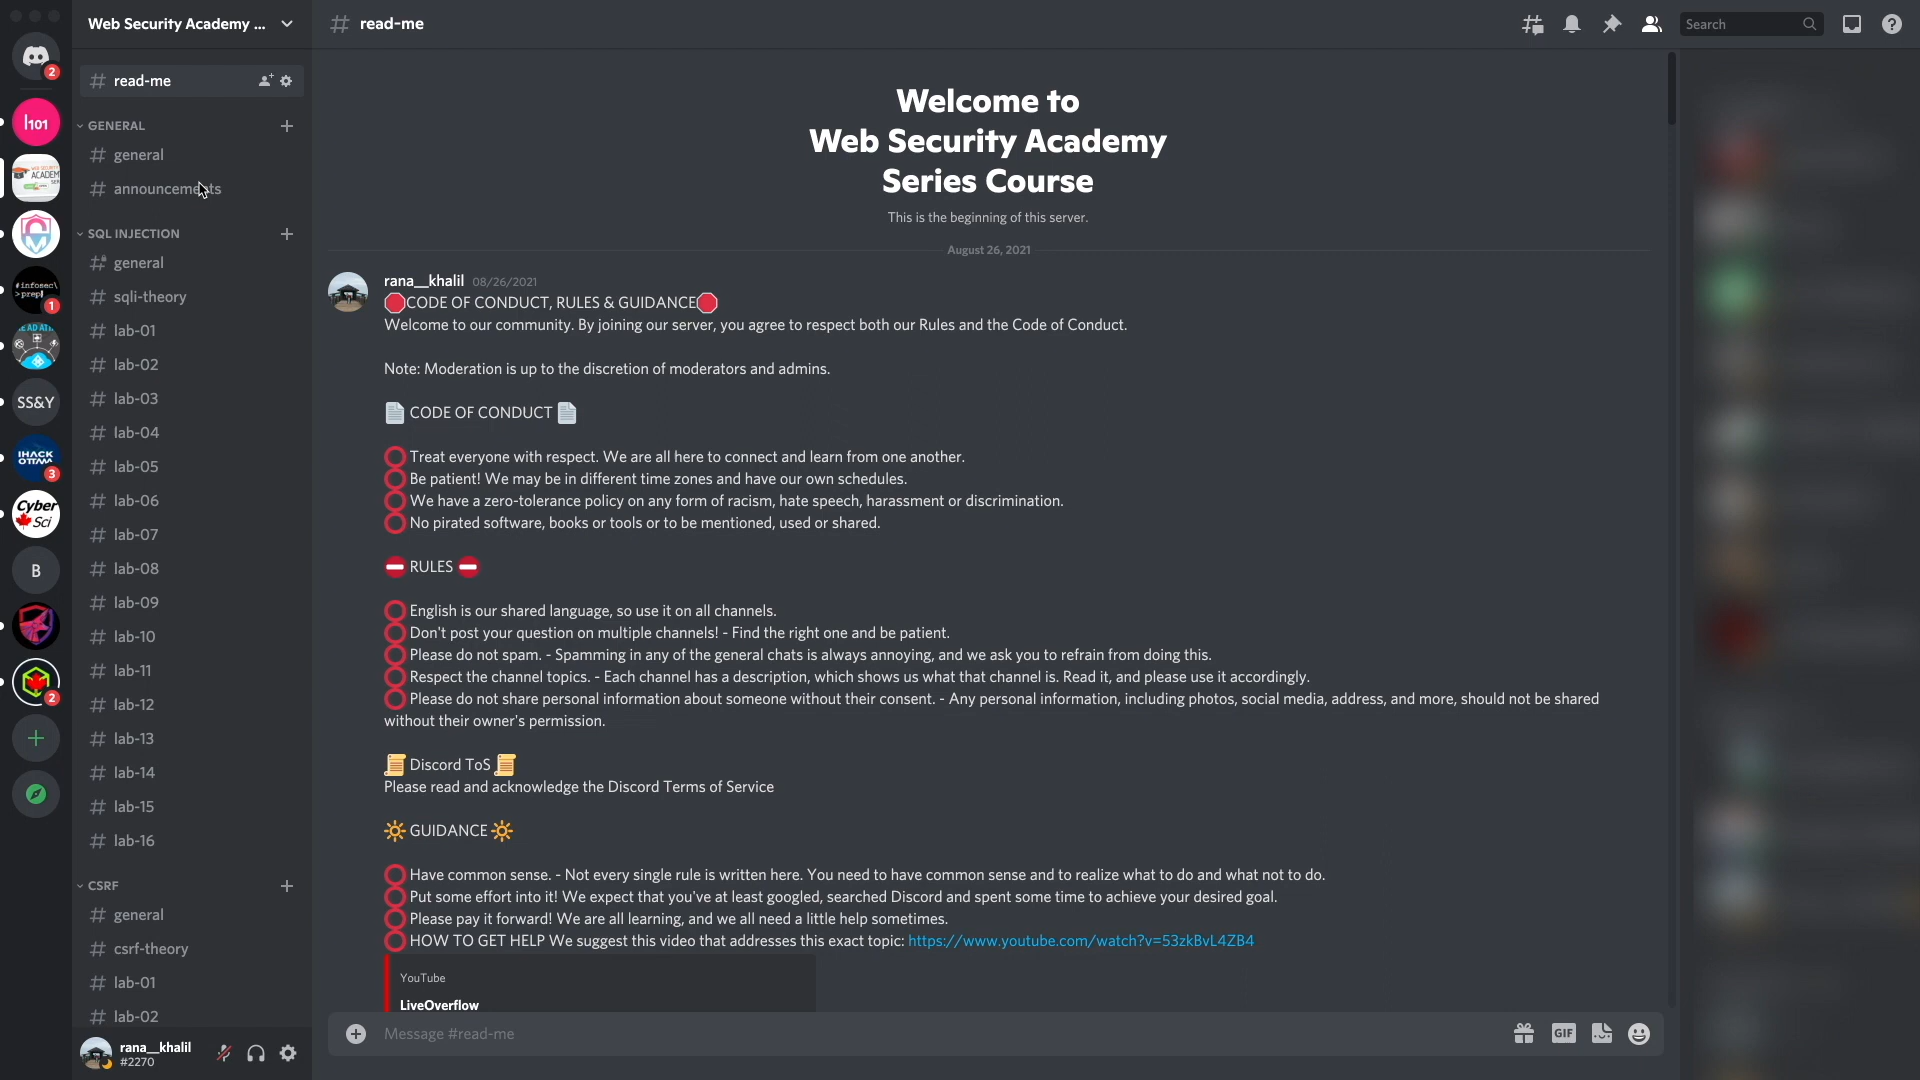 Web Security Academy ...
# read-me
Search
2
# read-me
I101
GENERAL
# general
# announcements
SQL INJECTION
# general
# sqli-theory
# lab-01
# lab-02
# lab-03
# lab-04
# lab-05
# lab-06
# lab-07
# lab-08
# lab-09
# lab-10
# lab-11
# lab-12
# lab-13
# lab-14
# lab-15
# lab-16
CSRF
# general
# csrf-theory
# lab-01
# lab-02
ACADEM
#infosec\
>prep|
1
SS&Y
IHACK
3
Cyber
Sci
B
2
rana__khalil
#2270
Welcome to
Web Security Academy
Series Course
This is the beginning of this server.
August 26, 2021
rana__khalil 08/26/2021
CODE OF CONDUCT, RULES & GUIDANCE
Welcome to our community. By joining our server, you agree to respect both our Rules and the Code of Conduct.
Note: Moderation is up to the discretion of moderators and admins.
CODE OF CONDUCT
Treat everyone with respect. We are all here to connect and learn from one another.
Be patient! We may be in different time zones and have our own schedules.
We have a zero-tolerance policy on any form of racism, hate speech, harassment or discrimination.
No pirated software, books or tools or to be mentioned, used or shared.
RULES
English is our shared language, so use it on all channels.
Don't post your question on multiple channels! - Find the right one and be patient.
Please do not spam. - Spamming in any of the general chats is always annoying, and we ask you to refrain from doing this.
Respect the channel topics. - Each channel has a description, which shows us what that channel is. Read it, and please use it accordingly.
Please do not share personal information about someone without their consent. - Any personal information, including photos, social media, address, and more, should not be shared
without their owner's permission.
Discord ToS
Please read and acknowledge the Discord Terms of Service
GUIDANCE
Have common sense. - Not every single rule is written here. You need to have common sense and to realize what to do and what not to do.
Put some effort into it! We expect that you've at least googled, searched Discord and spent some time to achieve your desired goal.
Please pay it forward! We are all learning, and we all need a little help sometimes.
HOW TO GET HELP We suggest this video that addresses this exact topic: https://www.youtube.com/watch?v=53zkBvL4ZB4
YouTube
LiveOverflow
Message #read-me
GIF